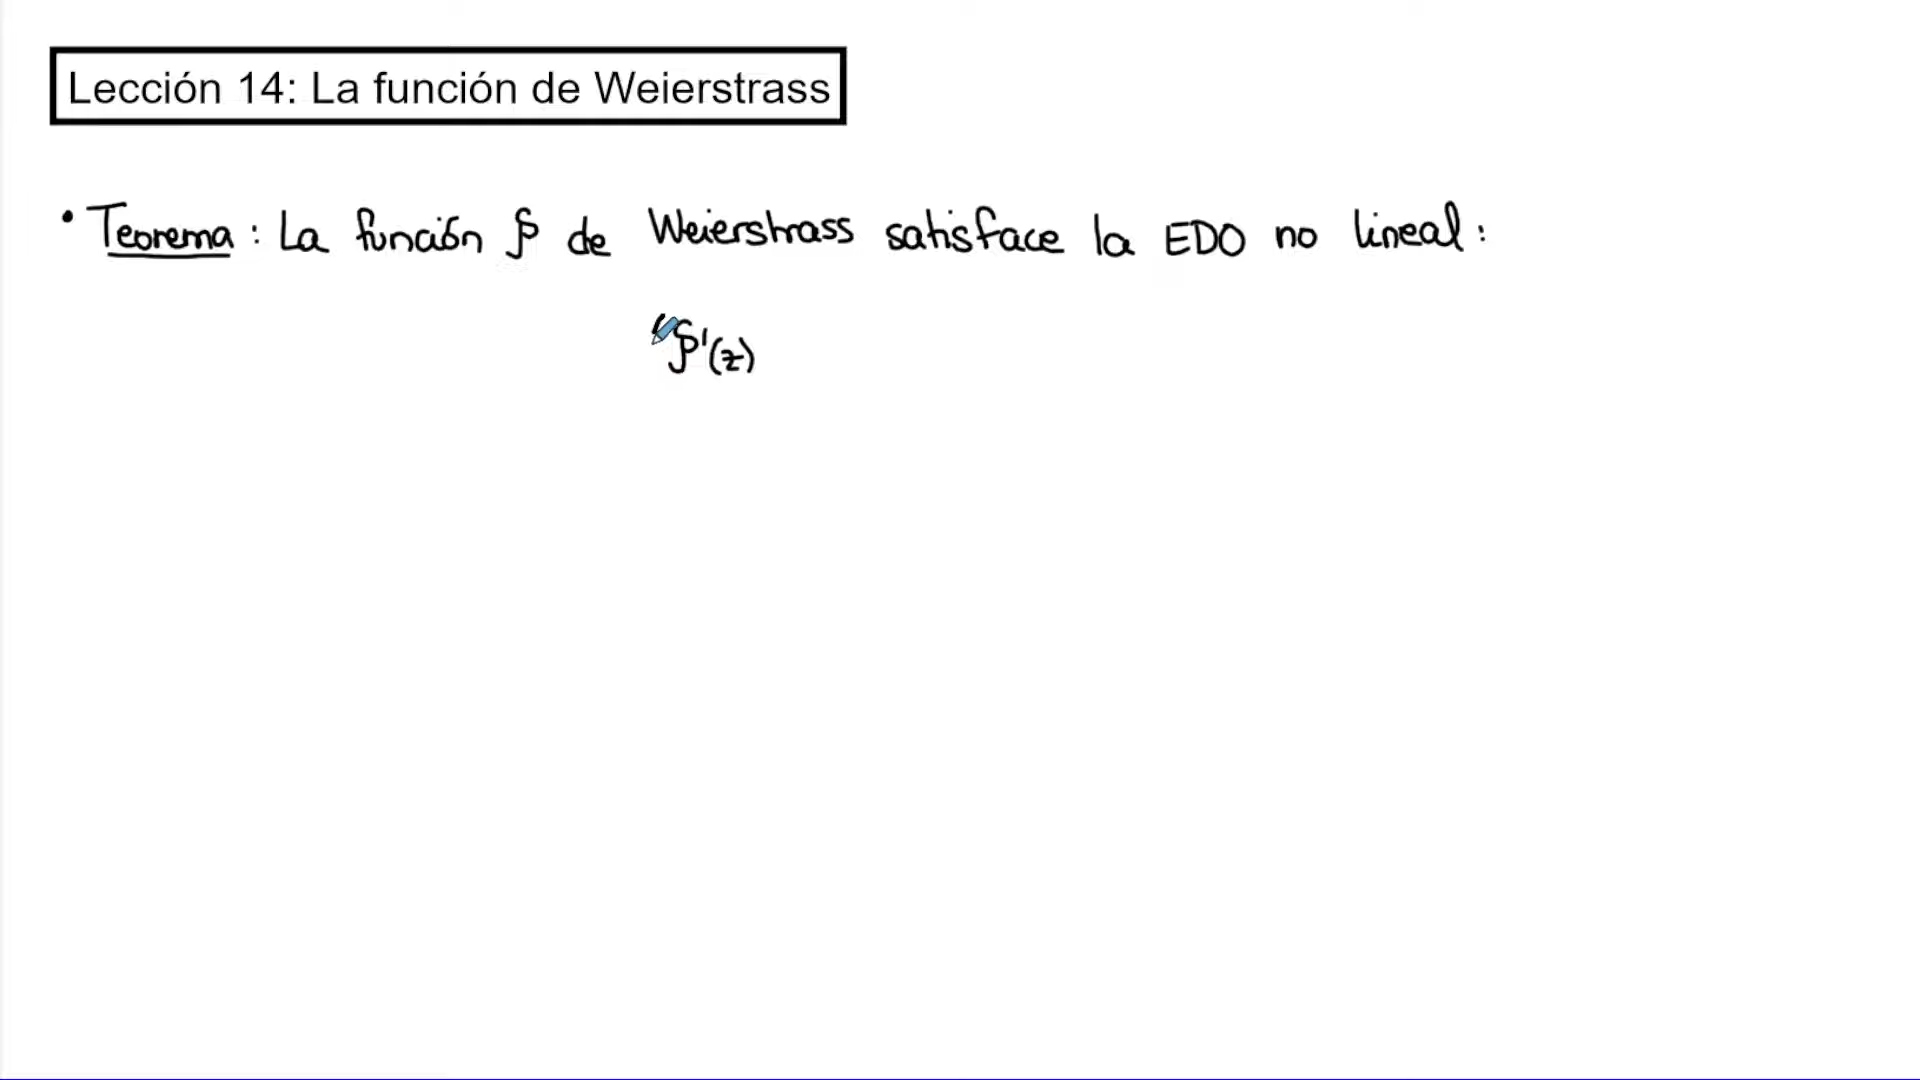 Lección 14: La función de Weierstrass
• Teorema: La función ℘ de Weierstrass satisface la EDO no lineal:
(℘'(z)